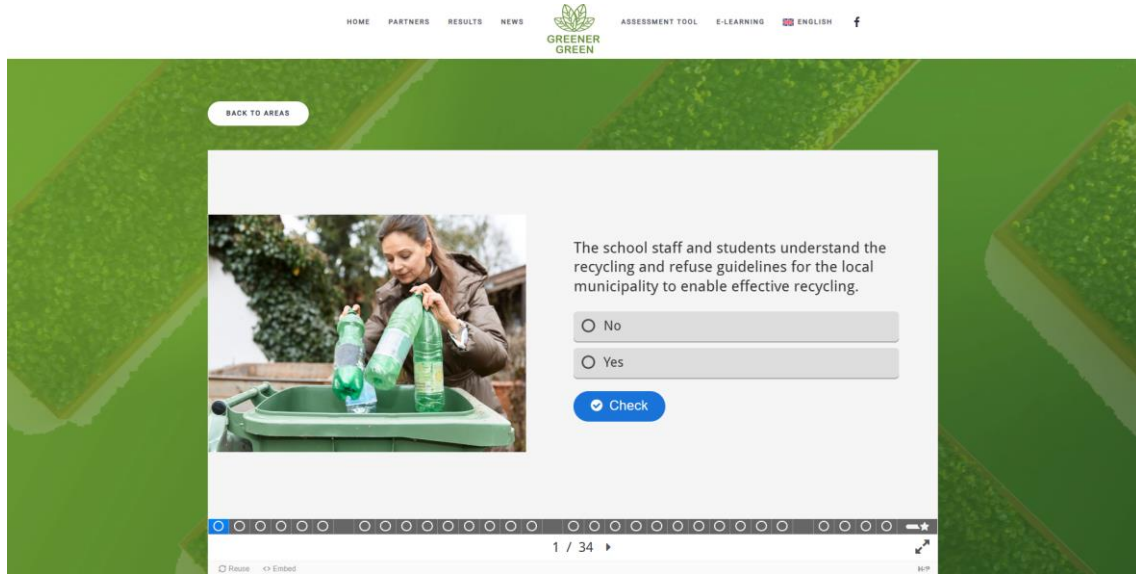 HOME PARTNERS RESULTS NEWS
GREENER
GREEN
ASSESSMENT TOOL E-LEARNING ENGLISH f
BACK TO AREAS
The school staff and students understand the
recycling and refuse guidelines for the local
municipality to enable effective recycling.
No
Yes
Check
1 / 34
Reuse <> Embed
H5P